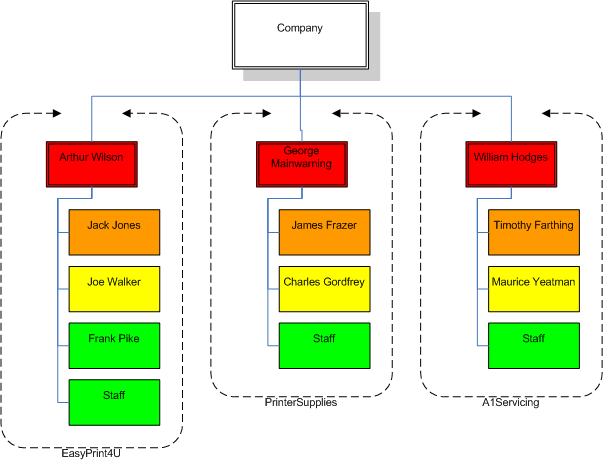 Company
Arthur Wilson
George
Mainwarning
William Hodges
Jack Jones
James Frazer
Timothy Farthing
Joe Walker
Charles Gordfrey
Maurice Yeatman
Frank Pike
Staff
Staff
Staff
PrinterSupplies
A1Servicing
EasyPrint4U